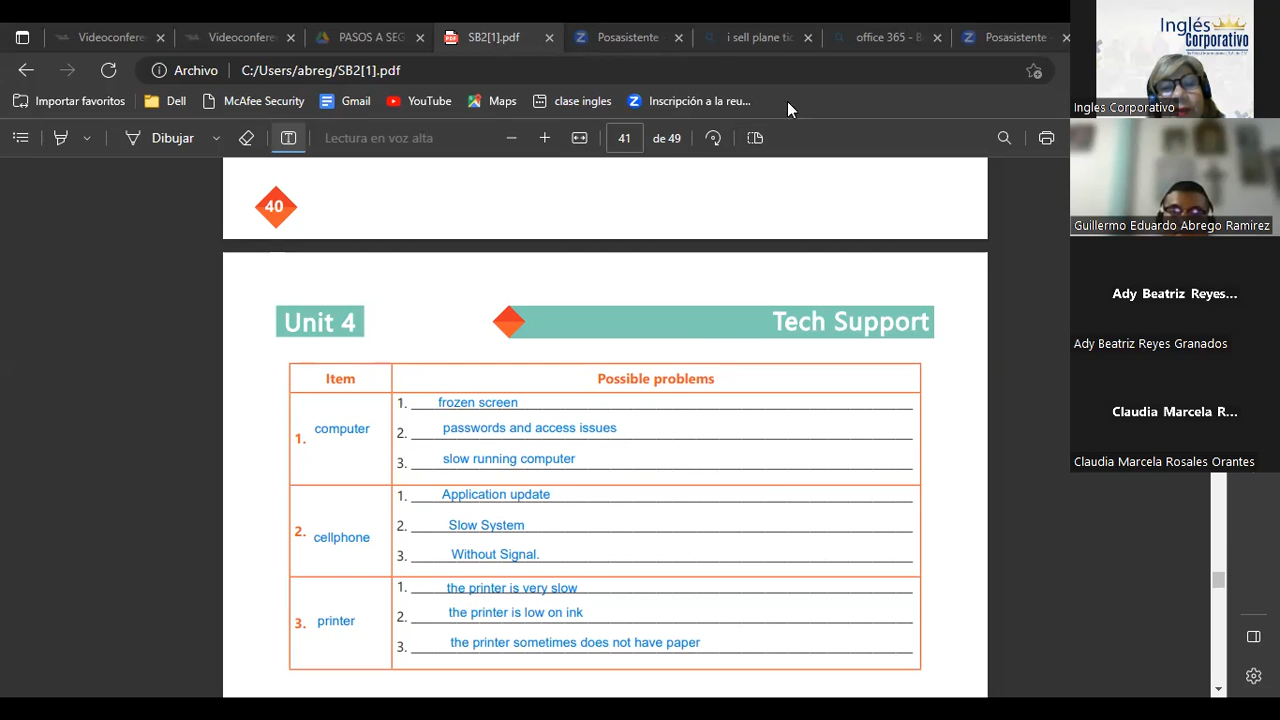 Videoconfere
Videoconfere
PASOS A SEG
SB2[1].pdf
Posasistente
i sell plane tic
office 365 - B
Posasistente -
Archivo
C:/Users/abreg/SB2[1].pdf
Importar favoritos
Dell
McAfee Security
Gmail
YouTube
Maps
clase ingles
Inscripción a la reu...
Dibujar
Lectura en voz alta
41
de 49
40
Unit 4
Tech Support
Item
Possible problems
1.
computer
1. frozen screen
2. passwords and access issues
3. slow running computer
2.
cellphone
1. Application update
2. Slow System
3. Without Signal.
3.
printer
1. the printer is very slow
2. the printer is low on ink
3. the printer sometimes does not have paper
Inglés
Corporativo
Ingles Corporativo
Guillermo Eduardo Abrego Ramirez
Ady Beatriz Reyes...
Ady Beatriz Reyes Granados
Claudia Marcela R...
Claudia Marcela Rosales Orantes